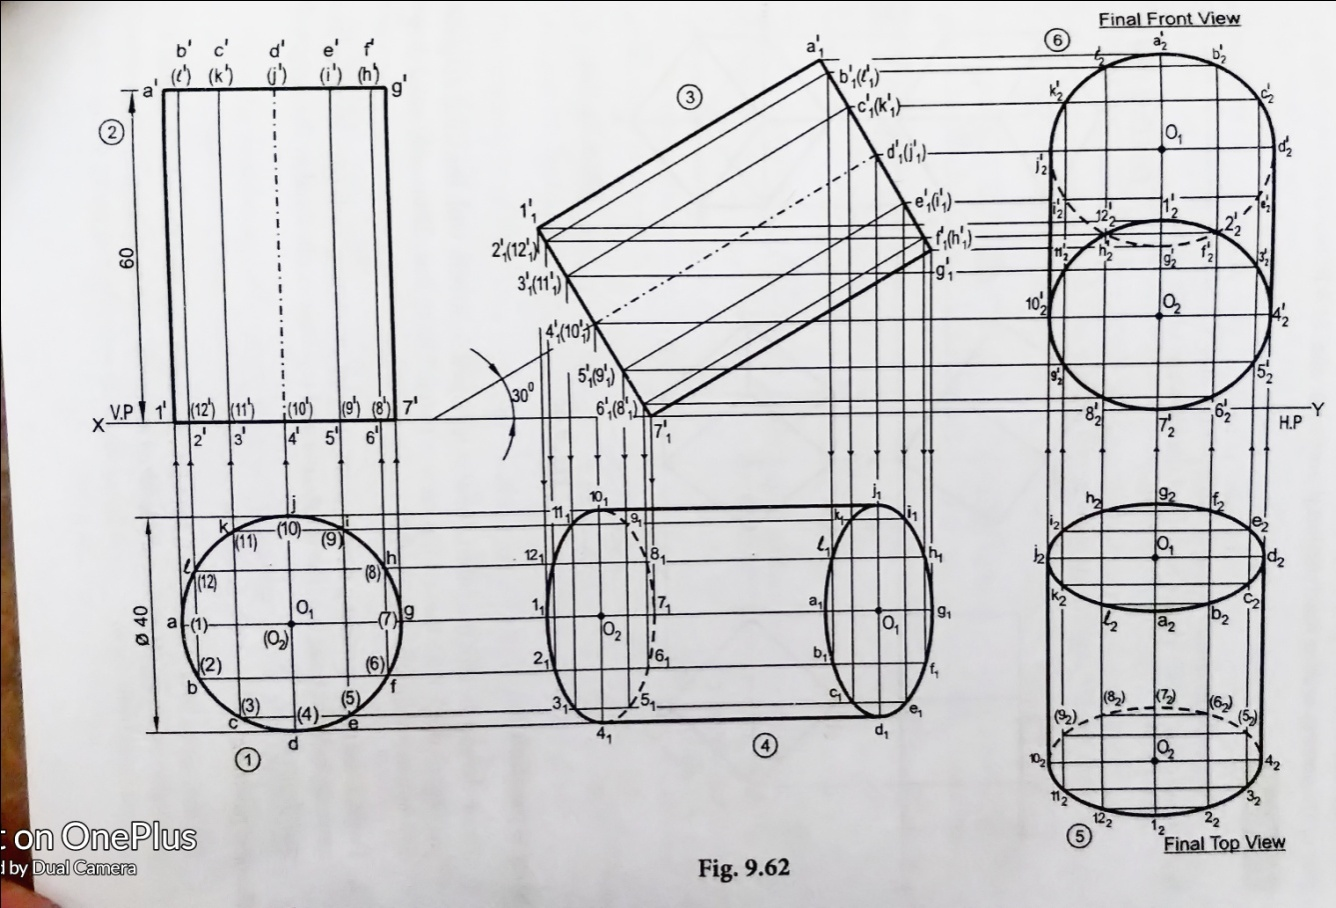 Final Front View
⑥
a'₂
l'₂ b'₂
k'₂ c'₂
O₁
j'₂ d'₂
i'₂ e'₂
12'₂ 1'₂ 2'₂
h'₂ g'₂ f'₂
11'₂ 3'₂
10'₂ O₂ 4'₂
9'₂ 5'₂
8'₂ 7'₂ 6'₂
b' c' d' e' f'
a' (l') (k') (j') (i') (h') g'
②
60
X V.P 1' (12') (11') (10') (9') (8') 7'
2' 3' 4' 5' 6'
③
a'₁
b'₁(l'₁)
c'₁(k'₁)
d'₁(j'₁)
e'₁(i'₁)
f'₁(h'₁)
g'₁
1'₁
2'₁(12'₁)
3'₁(11'₁)
4'₁(10'₁)
5'₁(9'₁)
6'₁(8'₁)
7'₁
30⁰
Y
H.P
j
k (10) i
(11) (9)
l h
(12) (8)
a (1) O₁ (7) g
(O₂)
(2) (6)
b f
(3) (5)
c (4) e
d
ø 40
①
10₁
11₁ 9₁
12₁ 8₁
1₁ 7₁
O₂
2₁ 6₁
3₁ 5₁
4₁
④
j₁
k₁ i₁
l₁ h₁
a₁ g₁
O₁
b₁ f₁
c₁ e₁
d₁
h₂ g₂ f₂
i₂ e₂
j₂ O₁ d₂
k₂ c₂
l₂ a₂ b₂
(8₂) (7₂) (6₂)
(9₂) (5₂)
10₂ O₂ 4₂
11₂ 3₂
12₂ 1₂ 2₂
⑤
Final Top View
Fig. 9.62
t on OnePlus
d by Dual Camera